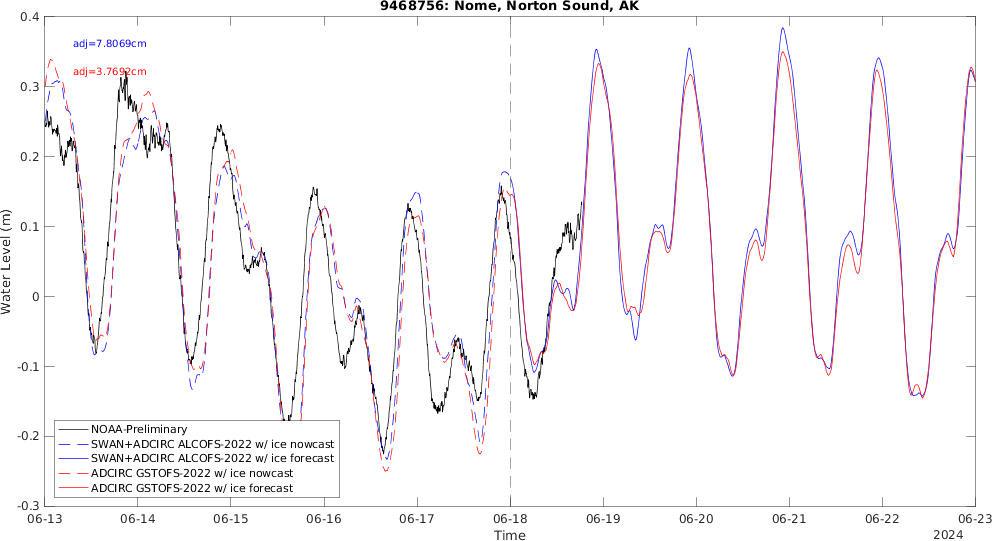 9468756: Nome, Norton Sound, AK
0.4
adj=7.8069cm
adj=3.7692cm
0.3
0.2
0.1
0
-0.1
-0.2
-0.3
Water Level (m)
NOAA-Preliminary
SWAN+ADCIRC ALCOFS-2022 w/ ice nowcast
SWAN+ADCIRC ALCOFS-2022 w/ ice forecast
ADCIRC GSTOFS-2022 w/ ice nowcast
ADCIRC GSTOFS-2022 w/ ice forecast
06-13 06-14 06-15 06-16 06-17 06-18 06-19 06-20 06-21 06-22 06-23
Time
2024